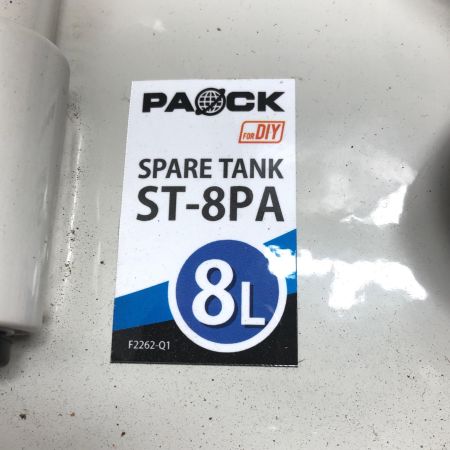 PAOCK
FOR DIY
SPARE TANK
ST-8PA
8L
F2262-Q1